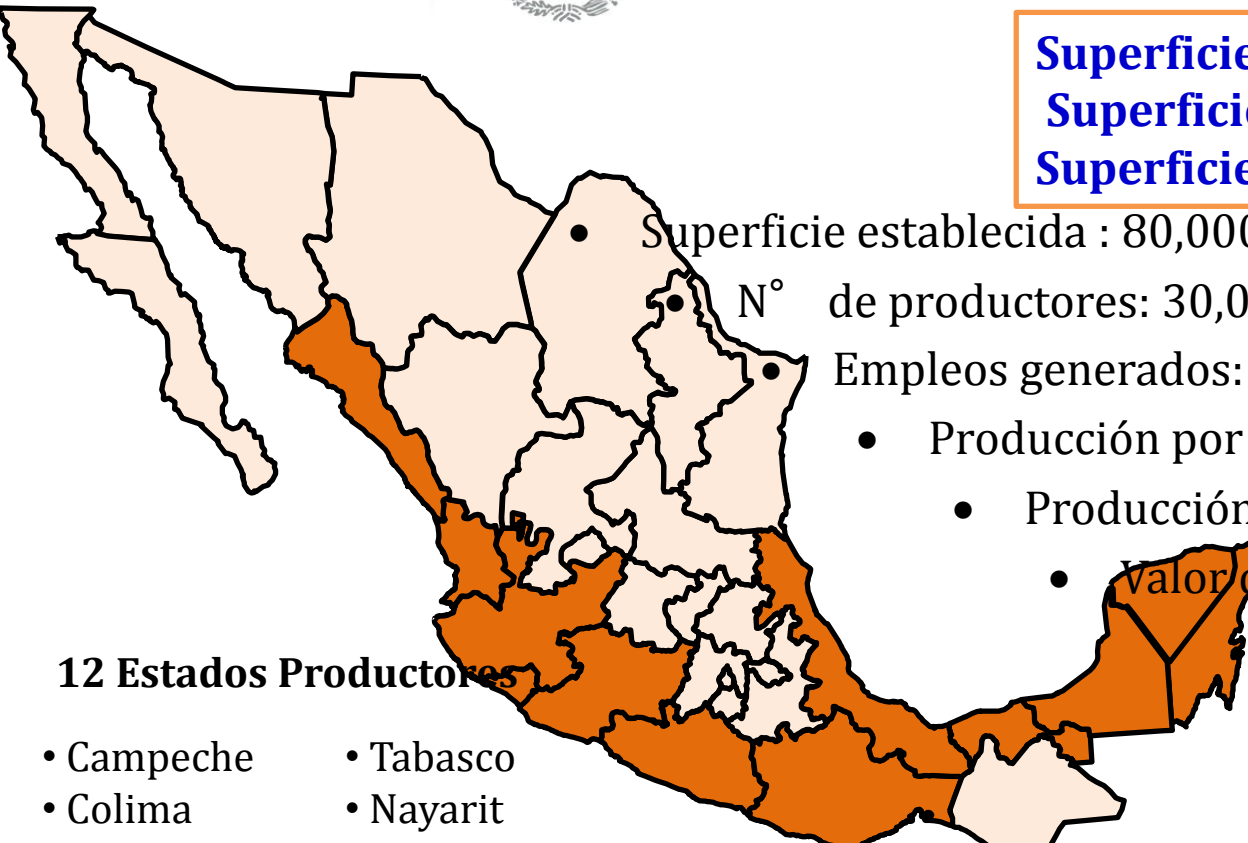 Superficie
Superficie
Superficie
• Superficie establecida : 80,000
• N° de productores: 30,0
• Empleos generados:
• Producción por
• Producción
• Valor
12 Estados Productores
• Campeche
• Colima
• Tabasco
• Nayarit